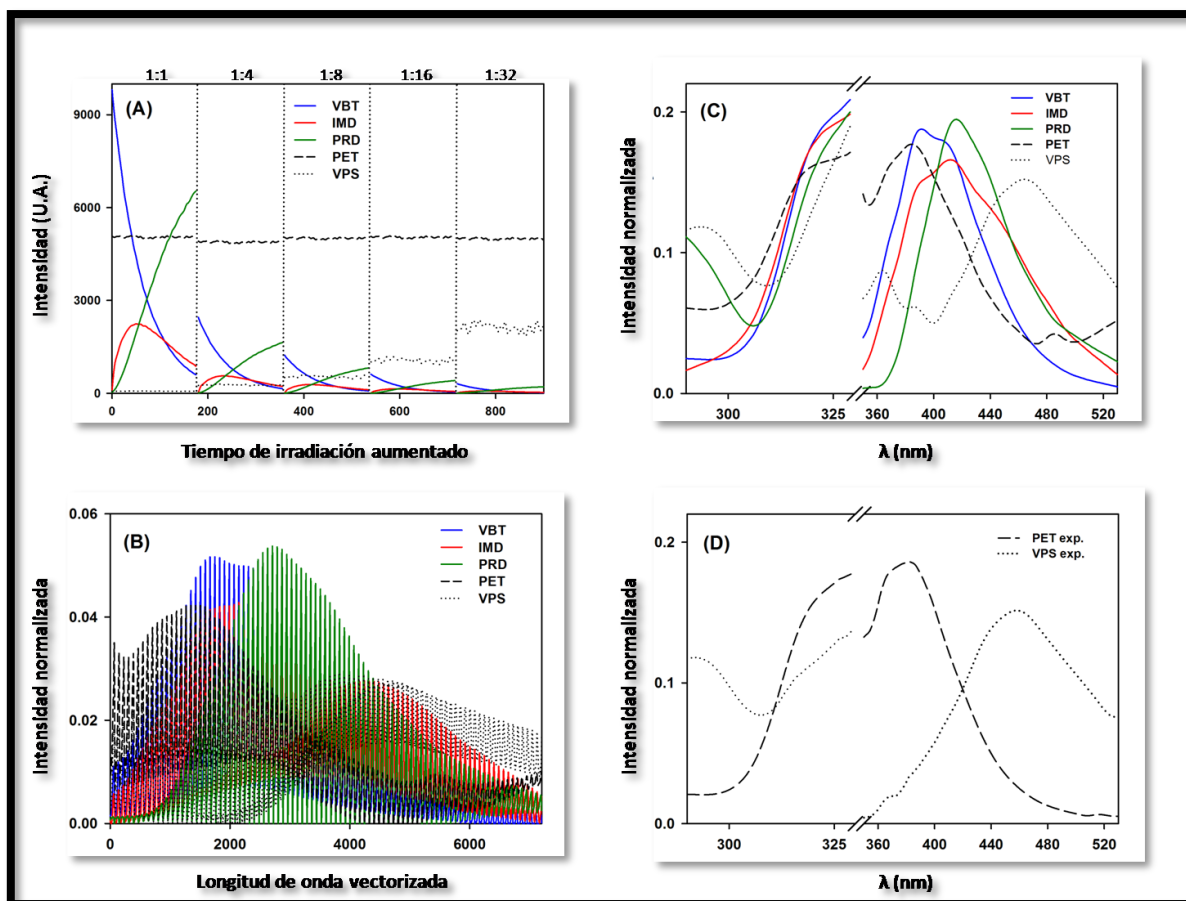 1:1 1:4 1:8 1:16 1:32
(A)
VBT
IMD
PRD
PET
VPS
Intensidad (U.A.)
9000
6000
3000
0
0 200 400 600 800
Tiempo de irradiación aumentado
(C)
VBT
IMD
PRD
PET
VPS
Intensidad normalizada
0.2
0.1
0.0
300 325 360 400 440 480 520
λ (nm)
(B)
VBT
IMD
PRD
PET
VPS
Intensidad normalizada
0.06
0.04
0.02
0.00
0 2000 4000 6000
Longitud de onda vectorizada
(D)
PET exp.
VPS exp.
Intensidad normalizada
0.2
0.1
0.0
300 325 360 400 440 480 520
λ (nm)